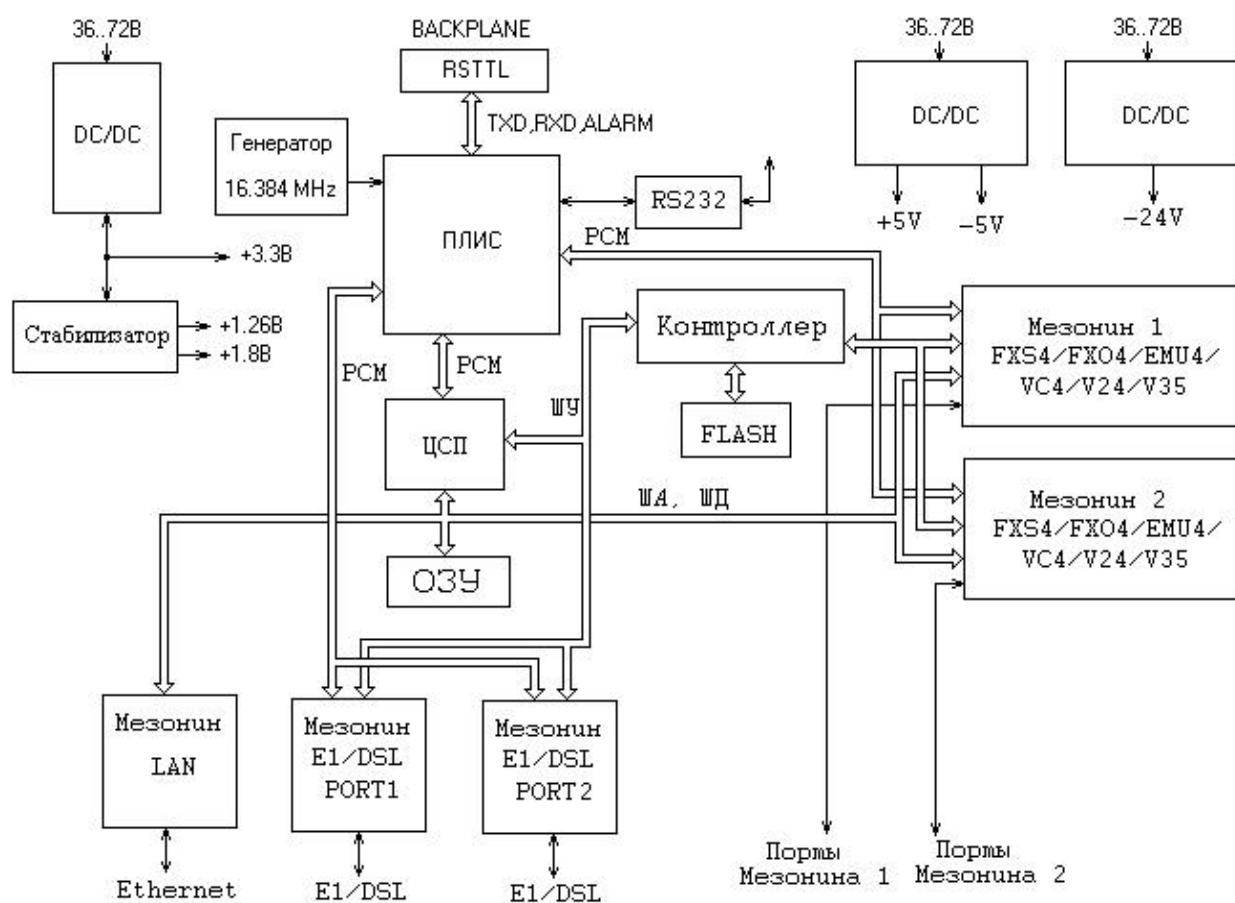 36..72В
BACKPLANE
36..72В
36..72В
RSTTL
DC/DC
TXD,RXD,ALARM
DC/DC
DC/DC
Генератор
16.384 MHz
RS232
+5V
-5V
-24V
ПЛИС
PCM
+3.3В
Стабилизатор
+1.26В
+1.8В
Контроллер
Мезонин 1
FXS4/FXO4/EMU4/
VC4/V24/V35
PCM
PCM
ШУ
FLASH
ЦСП
ША, ШД
Мезонин 2
FXS4/FXO4/EMU4/
VC4/V24/V35
ОЗУ
Мезонин
LAN
Мезонин
E1/DSL
PORT1
Мезонин
E1/DSL
PORT2
Ethernet
E1/DSL
E1/DSL
Порты
Мезонина 1
Порты
Мезонина 2